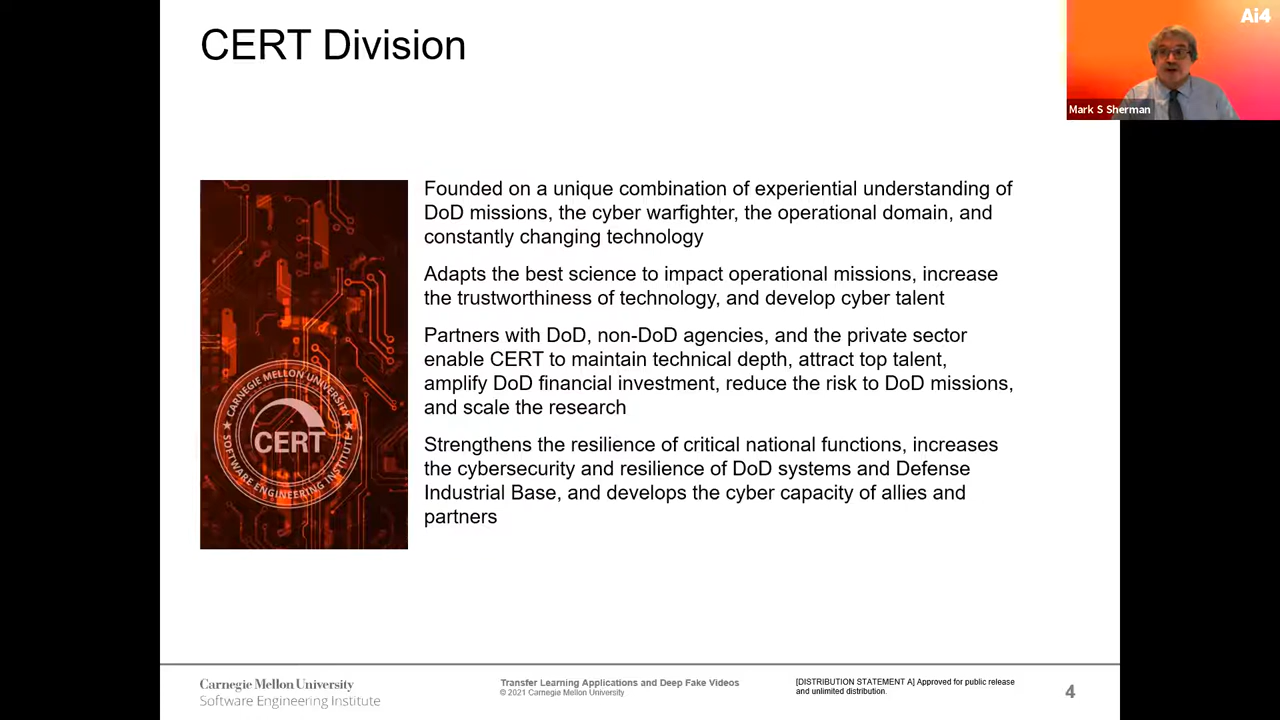 CERT Division
Ai4
Mark S Sherman
Founded on a unique combination of experiential understanding of
DoD missions, the cyber warfighter, the operational domain, and
constantly changing technology
Adapts the best science to impact operational missions, increase
the trustworthiness of technology, and develop cyber talent
Partners with DoD, non-DoD agencies, and the private sector
enable CERT to maintain technical depth, attract top talent,
amplify DoD financial investment, reduce the risk to DoD missions,
and scale the research
Strengthens the resilience of critical national functions, increases
the cybersecurity and resilience of DoD systems and Defense
Industrial Base, and develops the cyber capacity of allies and
partners
CARNEGIE MELLON UNIVERSITY
CERT
SOFTWARE ENGINEERING INSTITUTE
Carnegie Mellon University
Software Engineering Institute
Transfer Learning Applications and Deep Fake Videos
© 2021 Carnegie Mellon University
[DISTRIBUTION STATEMENT A] Approved for public release
and unlimited distribution.
4